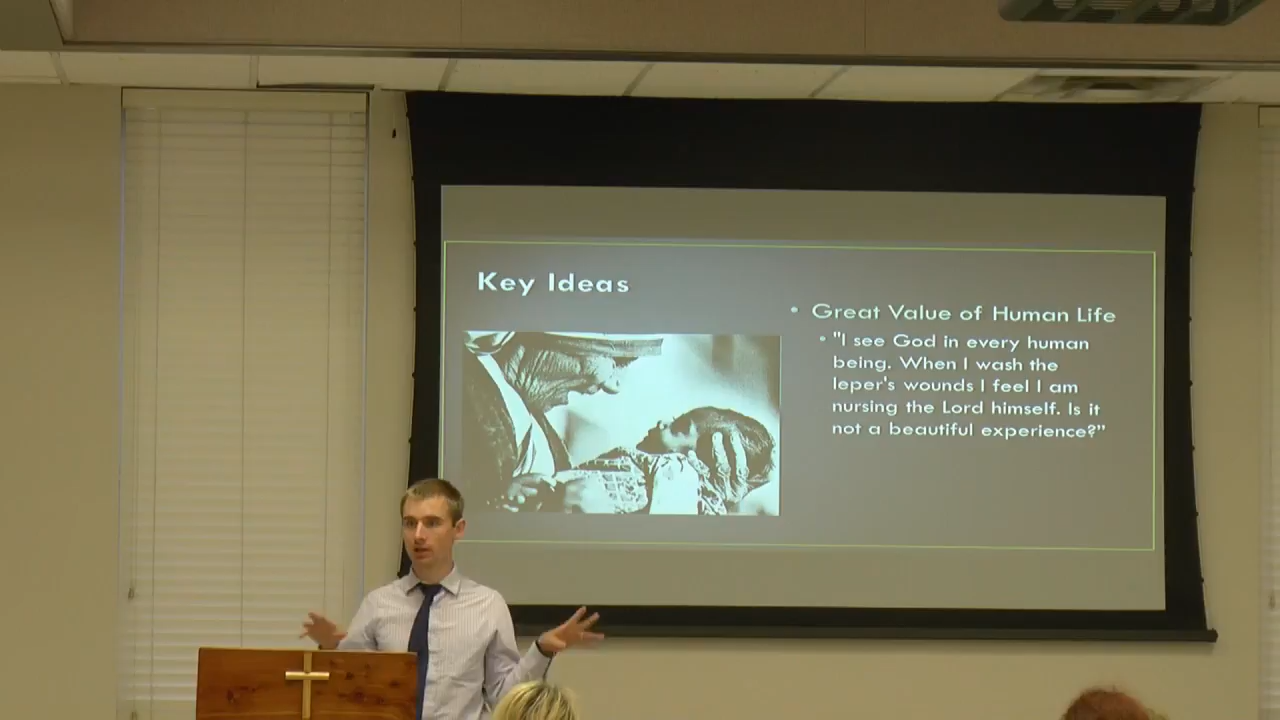 Key Ideas
• Great Value of Human Life
• "I see God in every human
being. When I wash the
leper's wounds I feel I am
nursing the Lord himself. Is it
not a beautiful experience?"